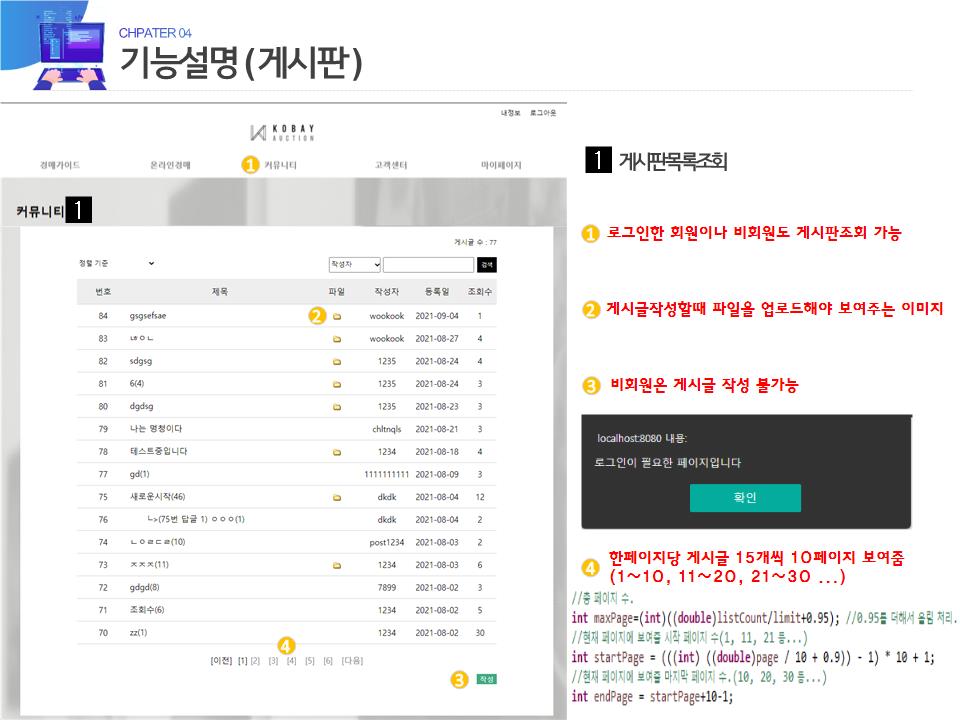 CHPATER 04
기능설명 ( 게시판 )
내정보 로그아웃
KOBAY
AUCTION
경매가이드 온라인경매 1 커뮤니티 고객센터 마이페이지
커뮤니티 1
게시글 수 : 77
정렬 기준 작성자 검색
번호 제목 파일 작성자 등록일 조회수
84 gsgsefsae 2 wookook 2021-09-04 1
83 ㄴㅎㅇㄴ wookook 2021-08-27 4
82 sdgsg 1235 2021-08-24 4
81 6(4) 1235 2021-08-24 3
80 dgdsg 1235 2021-08-23 3
79 나는 멍청이다 chltnqls 2021-08-21 3
78 테스트중입니다 1234 2021-08-18 4
77 gd(1) 1111111111 2021-08-09 3
75 새로운시작(46) dkdk 2021-08-04 12
76 ㄴ>(75번 답글 1) ㅇㅇㅇ(1) dkdk 2021-08-04 2
74 ㄴㅇㄹㄷㄹ(10) post1234 2021-08-03 2
73 ㅈㅈㅈ(11) 1234 2021-08-03 6
72 gdgd(8) 7899 2021-08-02 3
71 조회수(6) 1234 2021-08-02 5
70 zz(1) 1234 2021-08-02 30
4
[이전] [1] [2] [3] [4] [5] [6] [다음]
3 작성
1 게시판목록조회
1 로그인한 회원이나 비회원도 게시판조회 가능
2 게시글작성할때 파일을 업로드해야 보여주는 이미지
3 비회원은 게시글 작성 불가능
localhost:8080 내용:
로그인이 필요한 페이지입니다
확인
4 한페이지당 게시글 15개씩 10페이지 보여줌
(1~10, 11~20, 21~30 ...)
//총 페이지 수.
int maxPage=(int)((double)listCount/limit+0.95); //0.95를 더해서 올림 처리.
//현재 페이지에 보여줄 시작 페이지 수(1, 11, 21 등...)
int startPage = (((int) ((double)page / 10 + 0.9)) - 1) * 10 + 1;
//현재 페이지에 보여줄 마지막 페이지 수.(10, 20, 30 등...)
int endPage = startPage+10-1;